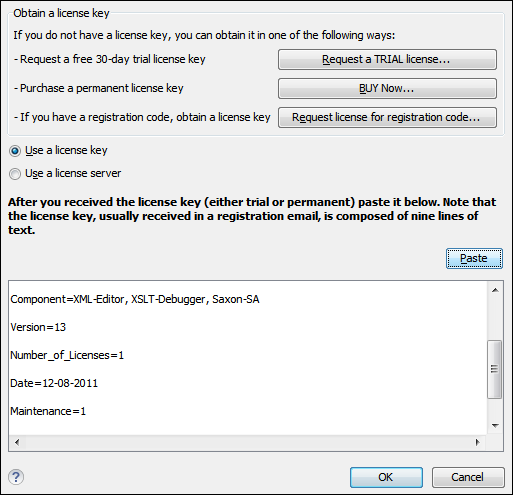 Obtain a license key
If you do not have a license key, you can obtain it in one of the following ways:
- Request a free 30-day trial license key
Request a TRIAL license...
- Purchase a permanent license key
BUY Now...
- If you have a registration code, obtain a license key
Request license for registration code...
Use a license key
Use a license server
After you received the license key (either trial or permanent) paste it below. Note that
the license key, usually received in a registration email, is composed of nine lines of
text.
Paste
Component=XML-Editor, XSLT-Debugger, Saxon-SA
Version=13
Number_of_Licenses=1
Date=12-08-2011
Maintenance=1
?
OK
Cancel